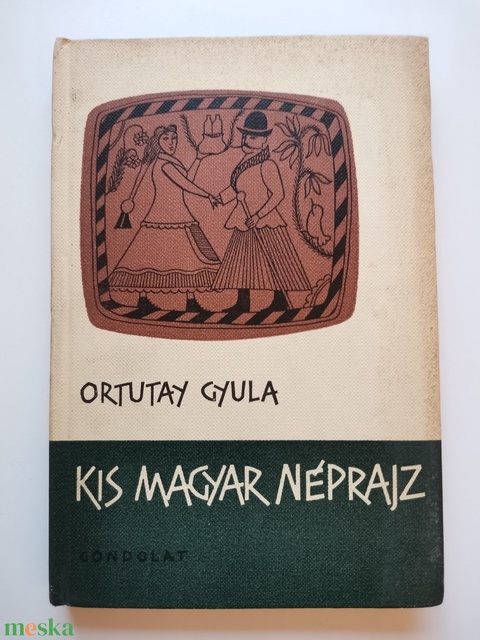 ORTUTAY GYULA
KIS MAGYAR NÉPRAJZ
GONDOLAT
meska